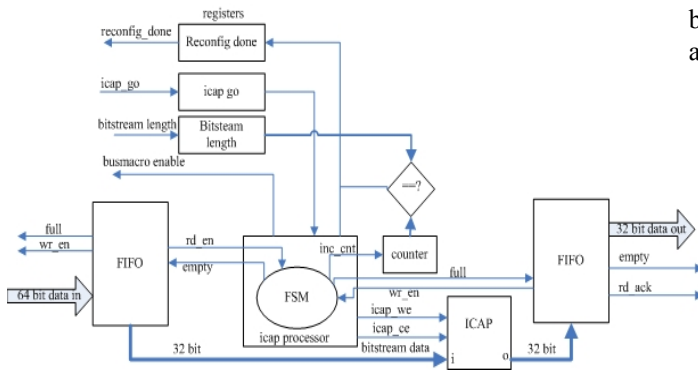 registers
reconfig_done
Reconfig done
icap_go
icap go
bitstream length
Bitsteam
length
busmacro enable
==?
full
wr_en
FIFO
64 bit data in
rd_en
empty
inc_cnt
counter
FSM
icap processor
full
wr_en
icap_we
icap_ce
bitstream data
ICAP
i
o
32 bit
32 bit
FIFO
32 bit data out
empty
rd_ack
b
a